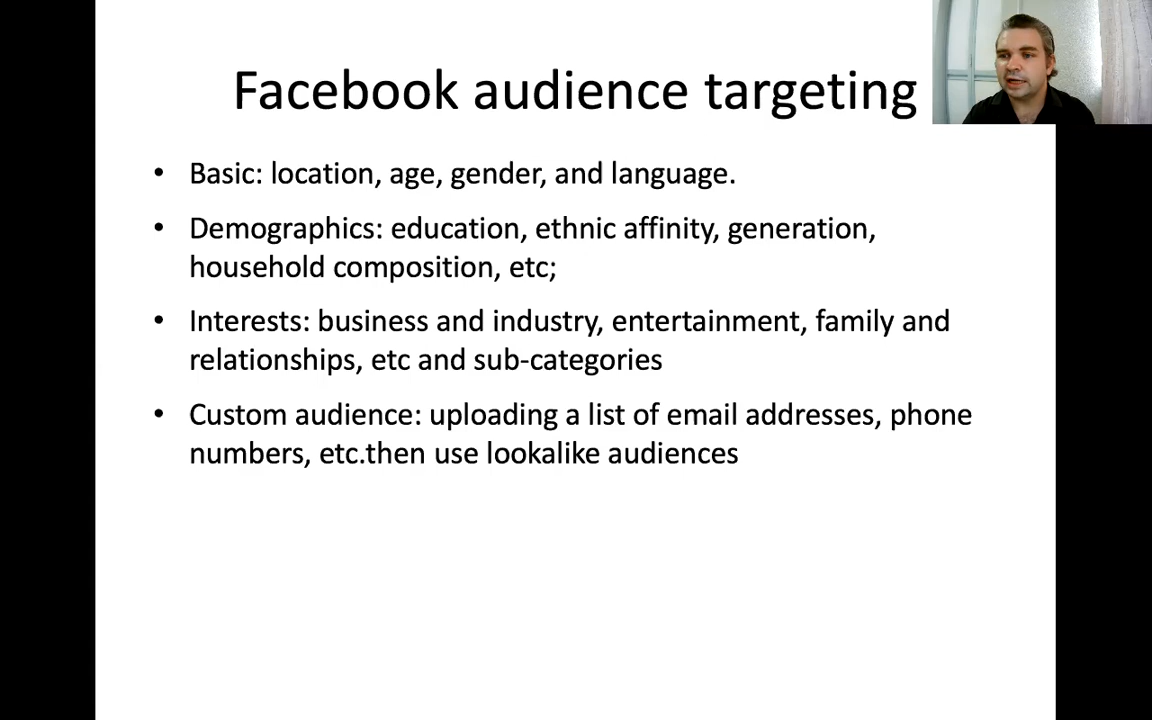 Facebook audience targeting
• Basic: location, age, gender, and language.
• Demographics: education, ethnic affinity, generation,
household composition, etc;
• Interests: business and industry, entertainment, family and
relationships, etc and sub-categories
• Custom audience: uploading a list of email addresses, phone
numbers, etc.then use lookalike audiences